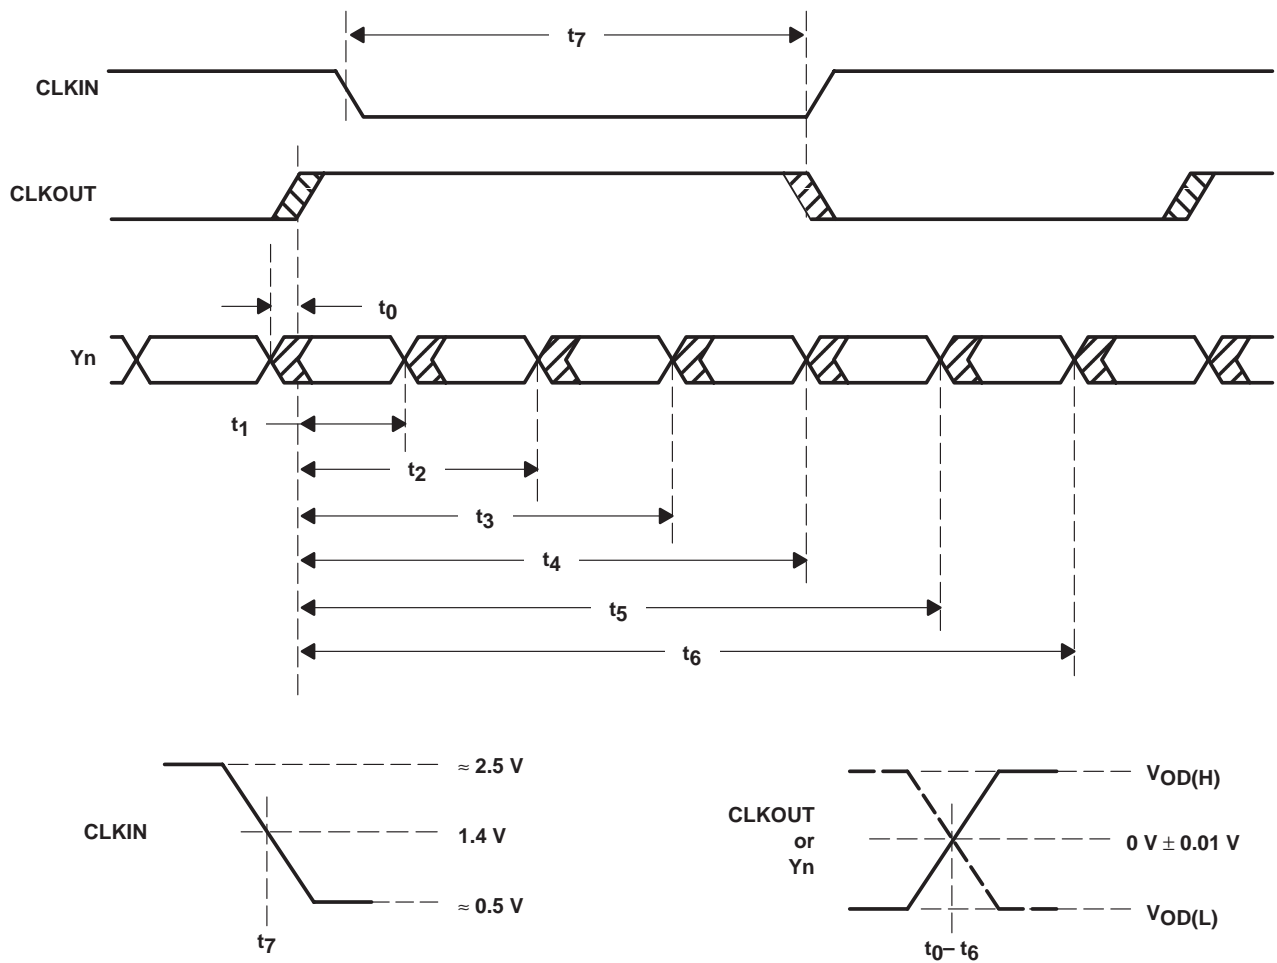 t7
CLKIN
CLKOUT
t0
Yn
t1
t2
t3
t4
t5
t6
≈ 2.5 V
CLKIN
1.4 V
≈ 0.5 V
t7
VOD(H)
CLKOUT
or
Yn
0 V ± 0.01 V
VOD(L)
t0– t6